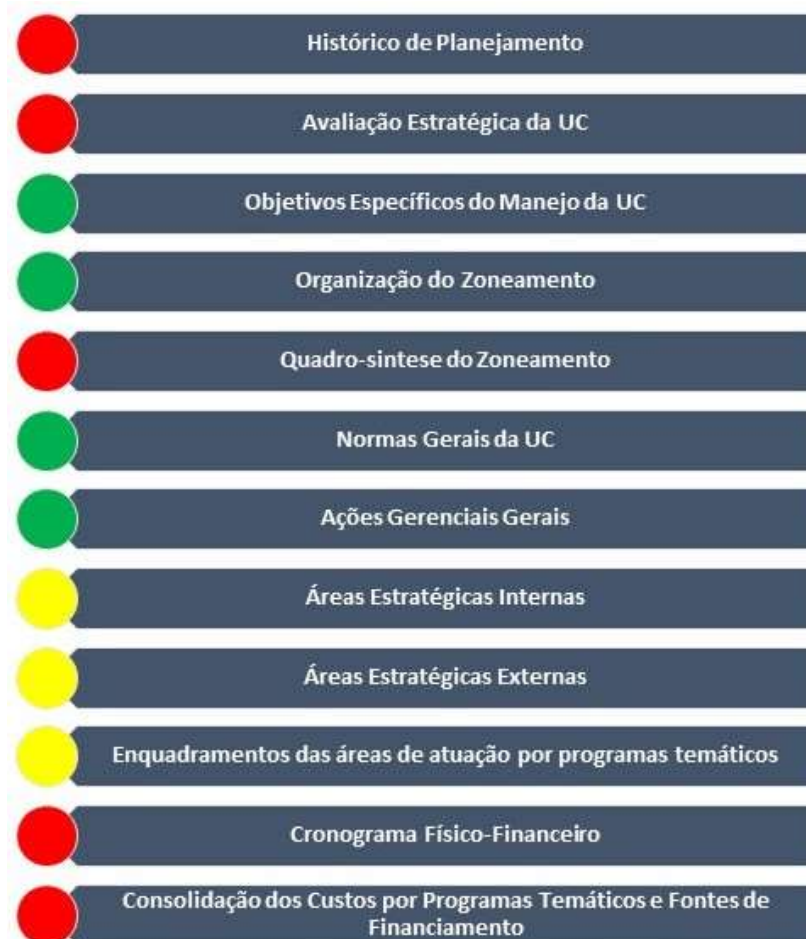 Histórico de Planejamento
Avaliação Estratégica da UC
Objetivos Específicos do Manejo da UC
Organização do Zoneamento
Quadro-sintese do Zoneamento
Normas Gerais da UC
Ações Gerenciais Gerais
Áreas Estratégicas Internas
Áreas Estratégicas Externas
Enquadramentos das áreas de atuação por programas temáticos
Cronograma Físico-Financeiro
Consolidação dos Custos por Programas Temáticos e Fontes de
Financiamento